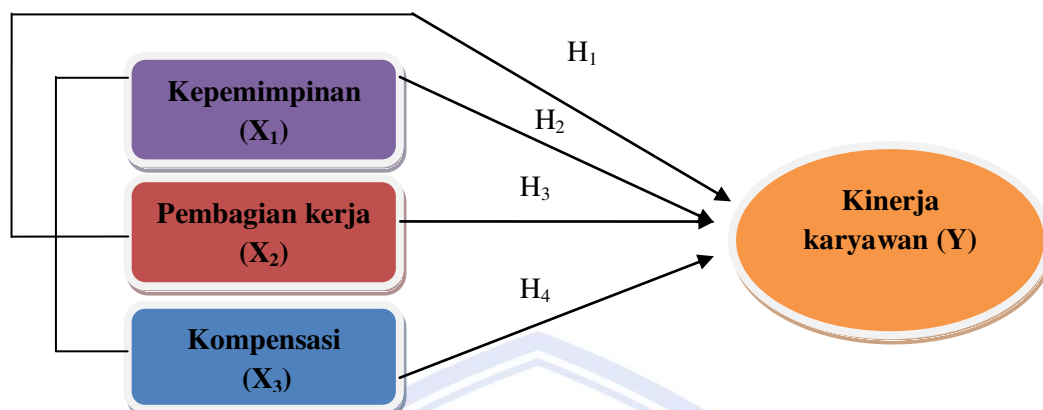 H₁
Kepemimpinan
(X₁)
H₂
Pembagian kerja
(X₂)
H₃
Kinerja
karyawan (Y)
Kompensasi
(X₃)
H₄